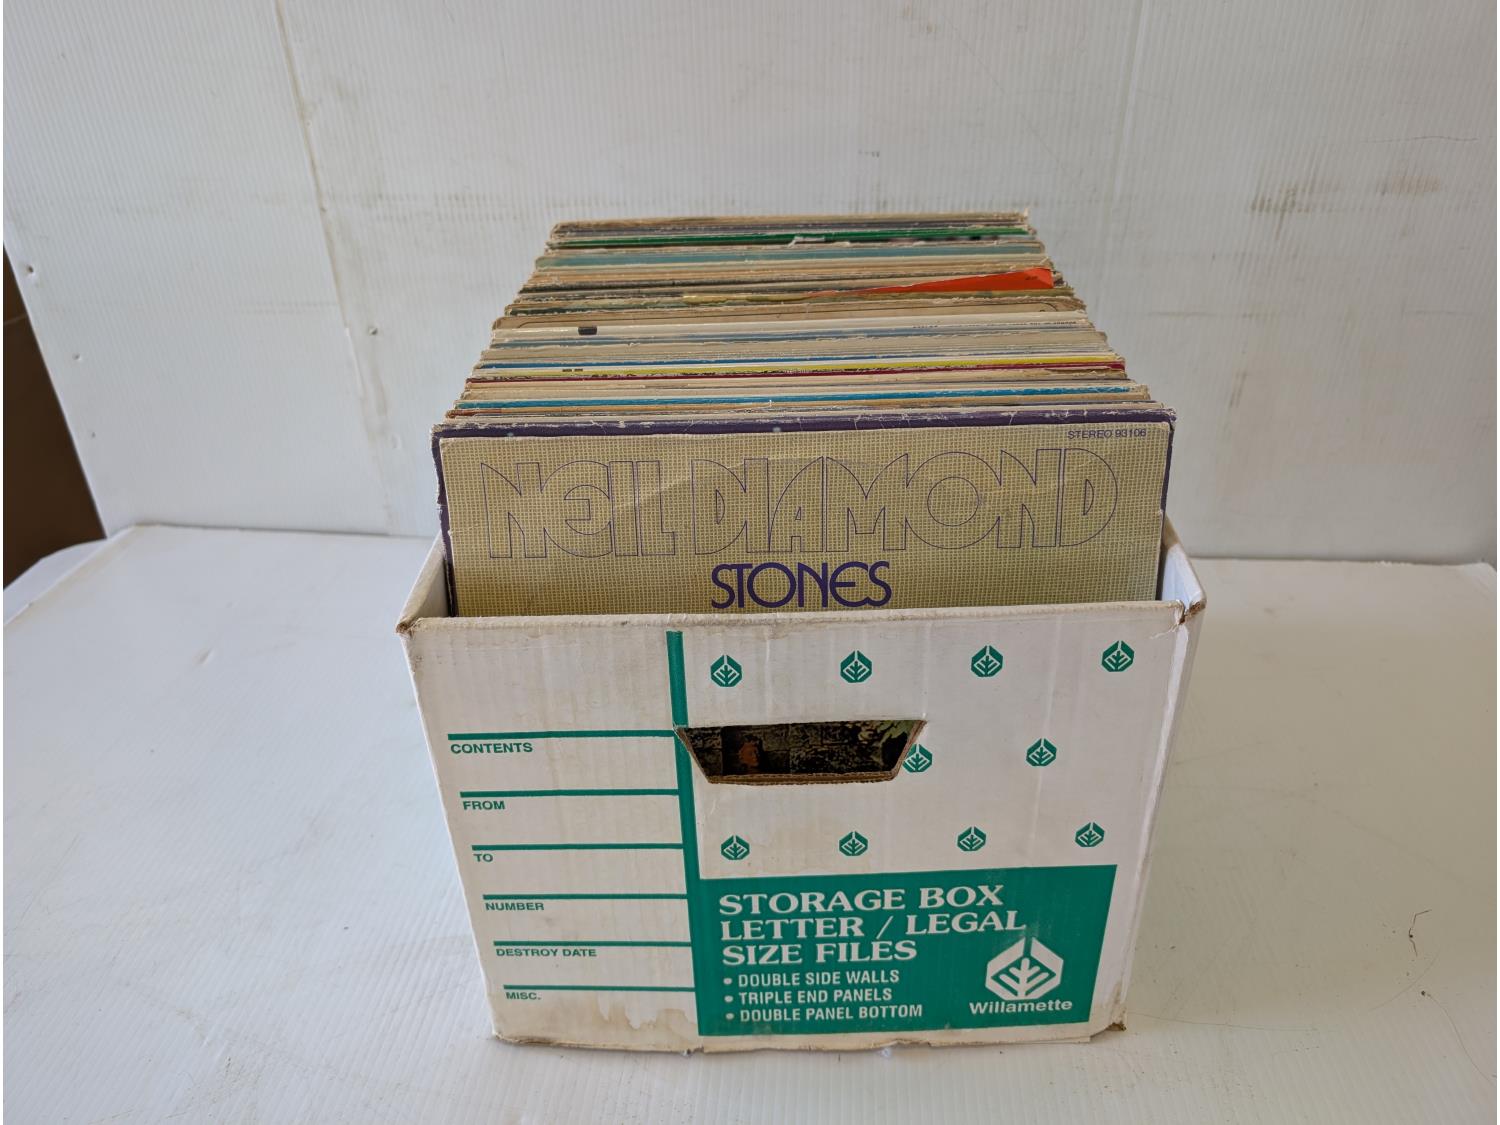 STEREO 93106
NEIL DIAMOND
STONES
CONTENTS
FROM
TO
NUMBER
DESTROY DATE
MISC.
STORAGE BOX
LETTER / LEGAL
SIZE FILES
• DOUBLE SIDE WALLS
• TRIPLE END PANELS
• DOUBLE PANEL BOTTOM
Willamette